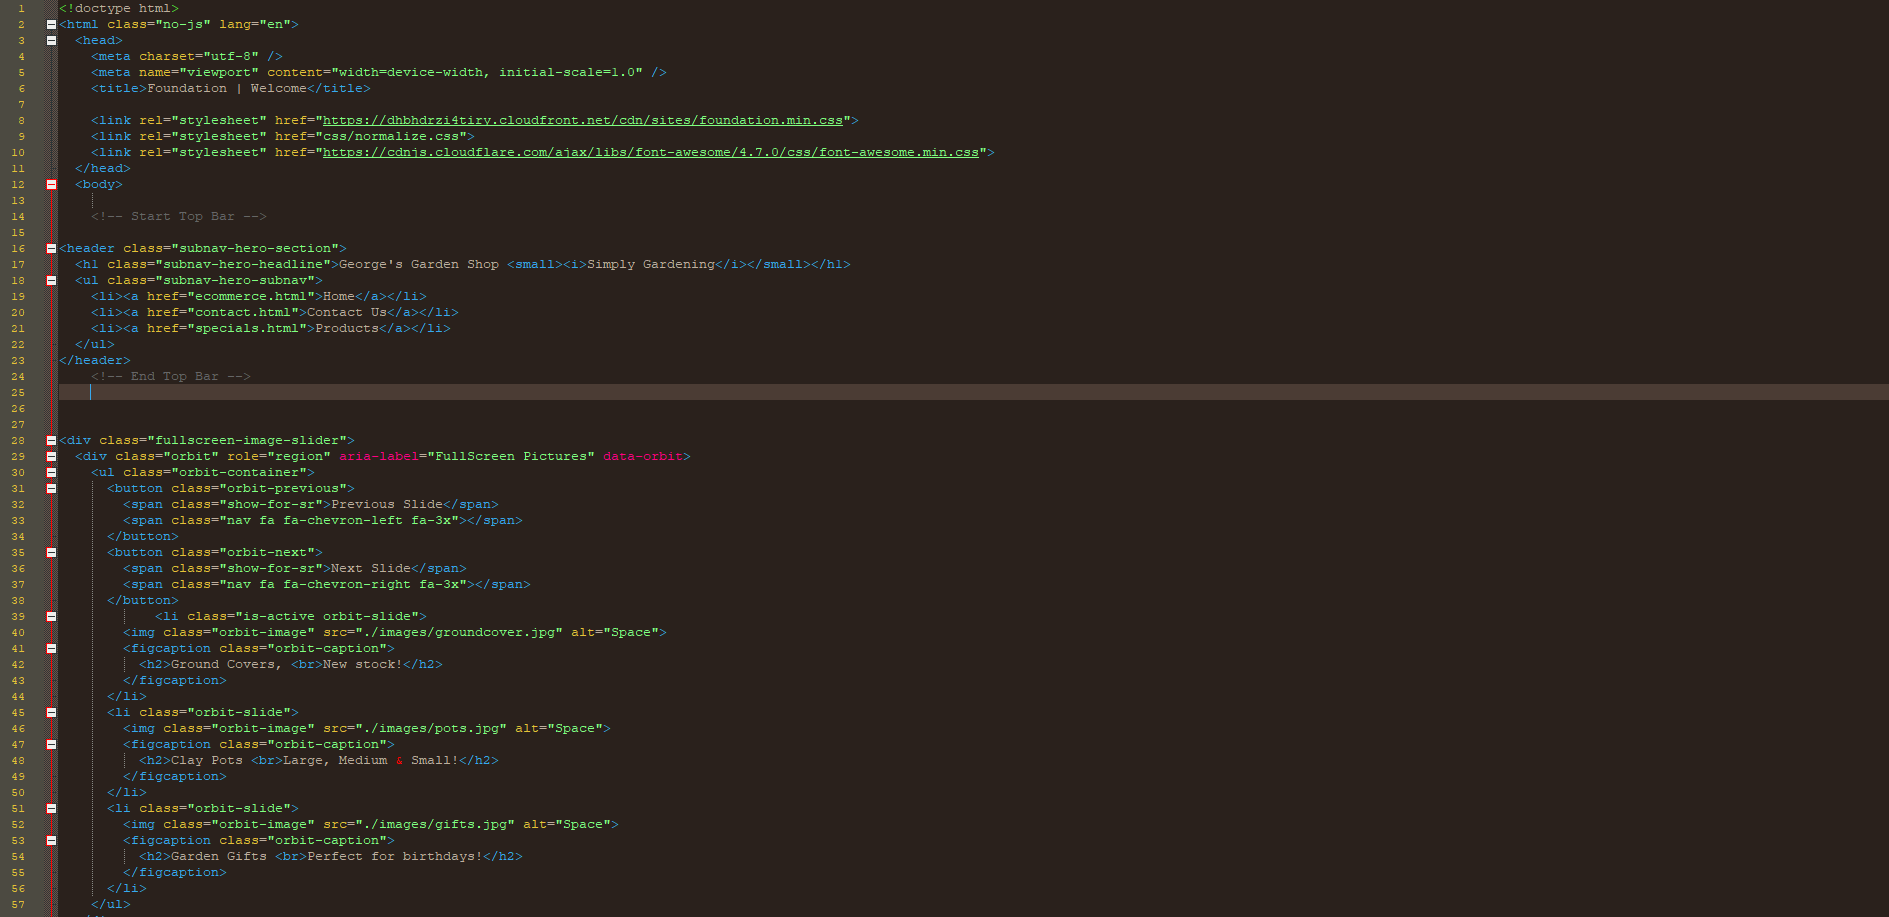 1 <!doctype html>
2 <html class="no-js" lang="en">
3 <head>
4 <meta charset="utf-8" />
5 <meta name="viewport" content="width=device-width, initial-scale=1.0" />
6 <title>Foundation | Welcome</title>
7
8 <link rel="stylesheet" href="https://dhbhdrzi4tiry.cloudfront.net/cdn/sites/foundation.min.css">
9 <link rel="stylesheet" href="css/normalize.css">
10 <link rel="stylesheet" href="https://cdnjs.cloudflare.com/ajax/libs/font-awesome/4.7.0/css/font-awesome.min.css">
11 </head>
12 <body>
13
14 <!-- Start Top Bar -->
15
16 <header class="subnav-hero-section">
17 <h1 class="subnav-hero-headline">George's Garden Shop <small><i>Simply Gardening</i></small></h1>
18 <ul class="subnav-hero-subnav">
19 <li><a href="ecommerce.html">Home</a></li>
20 <li><a href="contact.html">Contact Us</a></li>
21 <li><a href="specials.html">Products</a></li>
22 </ul>
23 </header>
24 <!-- End Top Bar -->
25
26
27
28 <div class="fullscreen-image-slider">
29 <div class="orbit" role="region" aria-label="FullScreen Pictures" data-orbit>
30 <ul class="orbit-container">
31 <button class="orbit-previous">
32 <span class="show-for-sr">Previous Slide</span>
33 <span class="nav fa fa-chevron-left fa-3x"></span>
34 </button>
35 <button class="orbit-next">
36 <span class="show-for-sr">Next Slide</span>
37 <span class="nav fa fa-chevron-right fa-3x"></span>
38 </button>
39 <li class="is-active orbit-slide">
40 <img class="orbit-image" src="./images/groundcover.jpg" alt="Space">
41 <figcaption class="orbit-caption">
42 <h2>Ground Covers, <br>New stock!</h2>
43 </figcaption>
44 </li>
45 <li class="orbit-slide">
46 <img class="orbit-image" src="./images/pots.jpg" alt="Space">
47 <figcaption class="orbit-caption">
48 <h2>Clay Pots <br>Large, Medium & Small!</h2>
49 </figcaption>
50 </li>
51 <li class="orbit-slide">
52 <img class="orbit-image" src="./images/gifts.jpg" alt="Space">
53 <figcaption class="orbit-caption">
54 <h2>Garden Gifts <br>Perfect for birthdays!</h2>
55 </figcaption>
56 </li>
57 </ul>